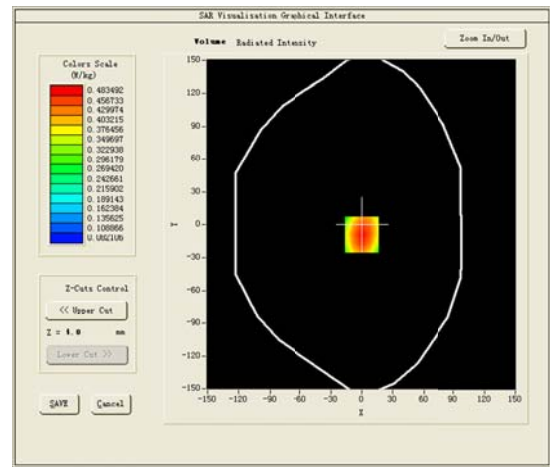 SAR Visualisation Graphical Interface
Volume Radiated Intensity
Zoom In/Out
Colors Scale
(W/kg)
0.483492
0.456733
0.429974
0.403215
0.376456
0.349697
0.322938
0.296179
0.269420
0.242661
0.215902
0.189143
0.162384
0.135625
0.108866
0.082106
Z-Cuts Control
<< Upper Cut
Z = 4.0 mm
Lower Cut >>
SAVE Cancel
150
120
90
60
30
0
-30
-60
-90
-120
-150
Y
-150 -120 -90 -60 -30 0 30 60 90 120 150
X